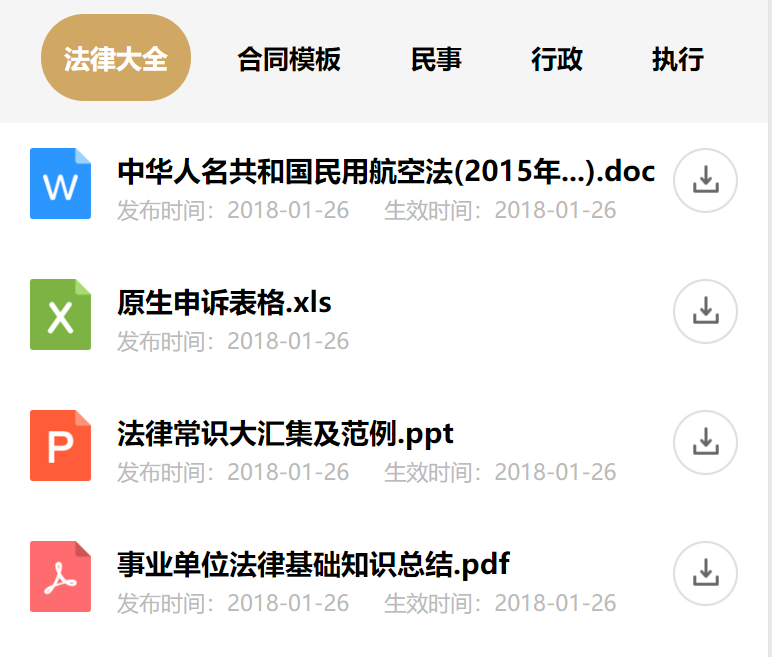 法律大全 合同模板 民事 行政 执行
W
中华人名共和国民用航空法(2015年...).doc
发布时间：2018-01-26 生效时间：2018-01-26
X
原生申诉表格.xls
发布时间：2018-01-26
P
法律常识大汇集及范例.ppt
发布时间：2018-01-26 生效时间：2018-01-26
事业单位法律基础知识总结.pdf
发布时间：2018-01-26 生效时间：2018-01-26